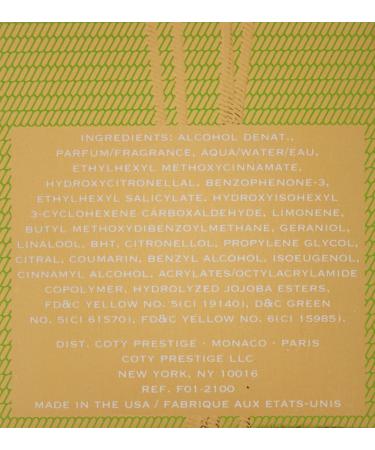 INGREDIENTS: ALCOHOL DENAT.,
PARFUM/FRAGRANCE, AQUA/WATER/EAU,
ETHYLHEXYL METHOXYCINNAMATE,
HYDROXYCITRONELLAL, BENZOPHENONE-3,
ETHYLHEXYL SALICYLATE, HYDROXYISOHEXYL
3-CYCLOHEXENE CARBOXALDEHYDE, LIMONENE,
BUTYL METHOXYDIBENZOYLMETHANE, GERANIOL,
LINALOOL, BHT, CITRONELLOL, PROPYLENE GLYCOL,
CITRAL, COUMARIN, BENZYL ALCOHOL, ISOEUGENOL,
CINNAMYL ALCOHOL, ACRYLATES/OCTYLACRYLAMIDE
COPOLYMER, HYDROLYZED JOJOBA ESTERS,
FD&C YELLOW NO. 5(CI 19140), D&C GREEN
NO. 5(CI 61570), FD&C YELLOW NO. 6(CI 15985).
DIST. COTY PRESTIGE · MONACO · PARIS
COTY PRESTIGE LLC
NEW YORK, NY 10016
REF. F01-2100
MADE IN THE USA / FABRIQUE AUX ETATS-UNIS